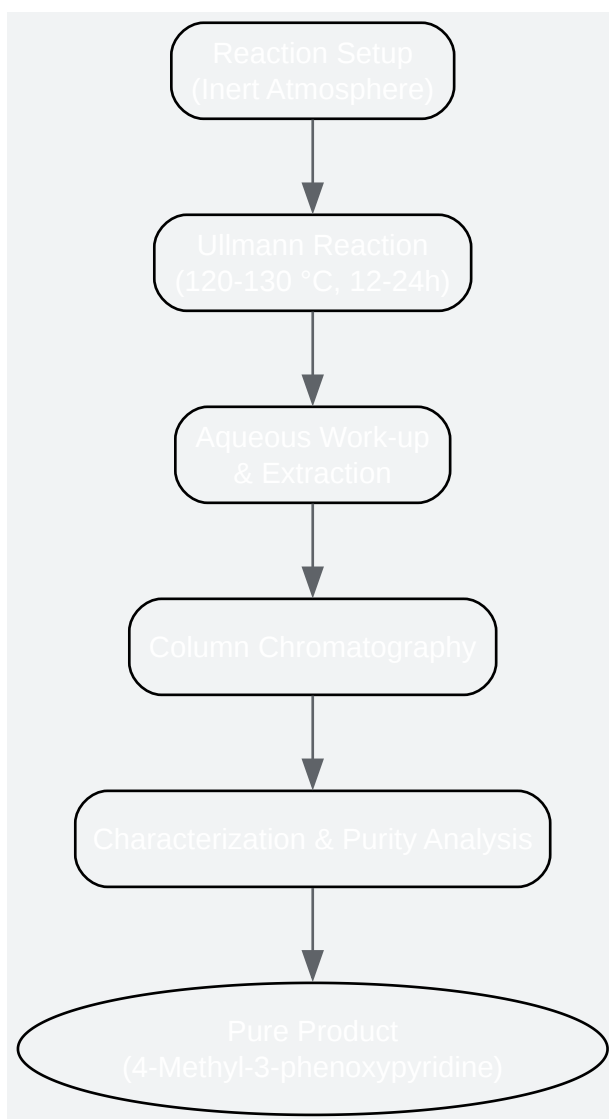 Reaction Setup
(Inert Atmosphere)
Ullmann Reaction
(120-130 °C, 12-24h)
Aqueous Work-up
& Extraction
Column Chromatography
Characterization & Purity Analysis
Pure Product
(4-Methyl-3-phenoxypyridine)